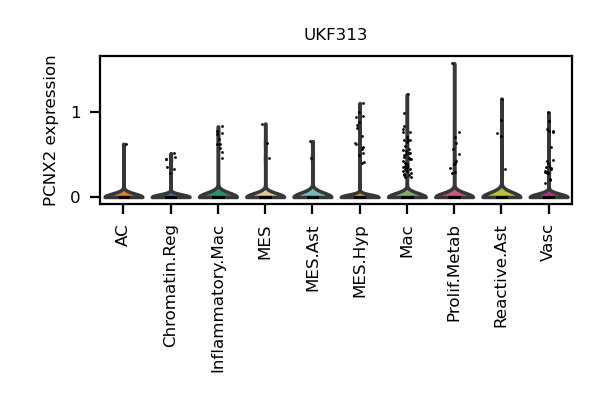 UKF313
PCNX2 expression
1
0
AC
Chromatin.Reg
Inflammatory.Mac
MES
MES.Ast
MES.Hyp
Mac
Prolif.Metab
Reactive.Ast
Vasc